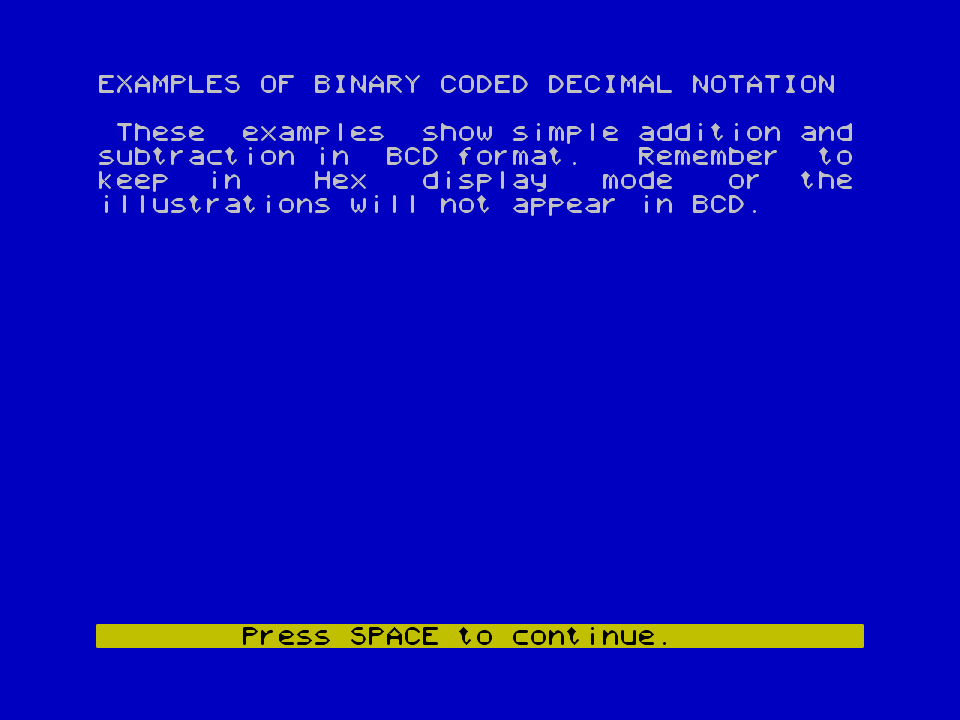 EXAMPLES OF BINARY CODED DECIMAL NOTATION
These  examples  show simple addition and
subtraction in  BCD format.   Remember  to
keep  in    Hex   display   mode   or  the
illustrations will not appear in BCD.
Press SPACE to continue.